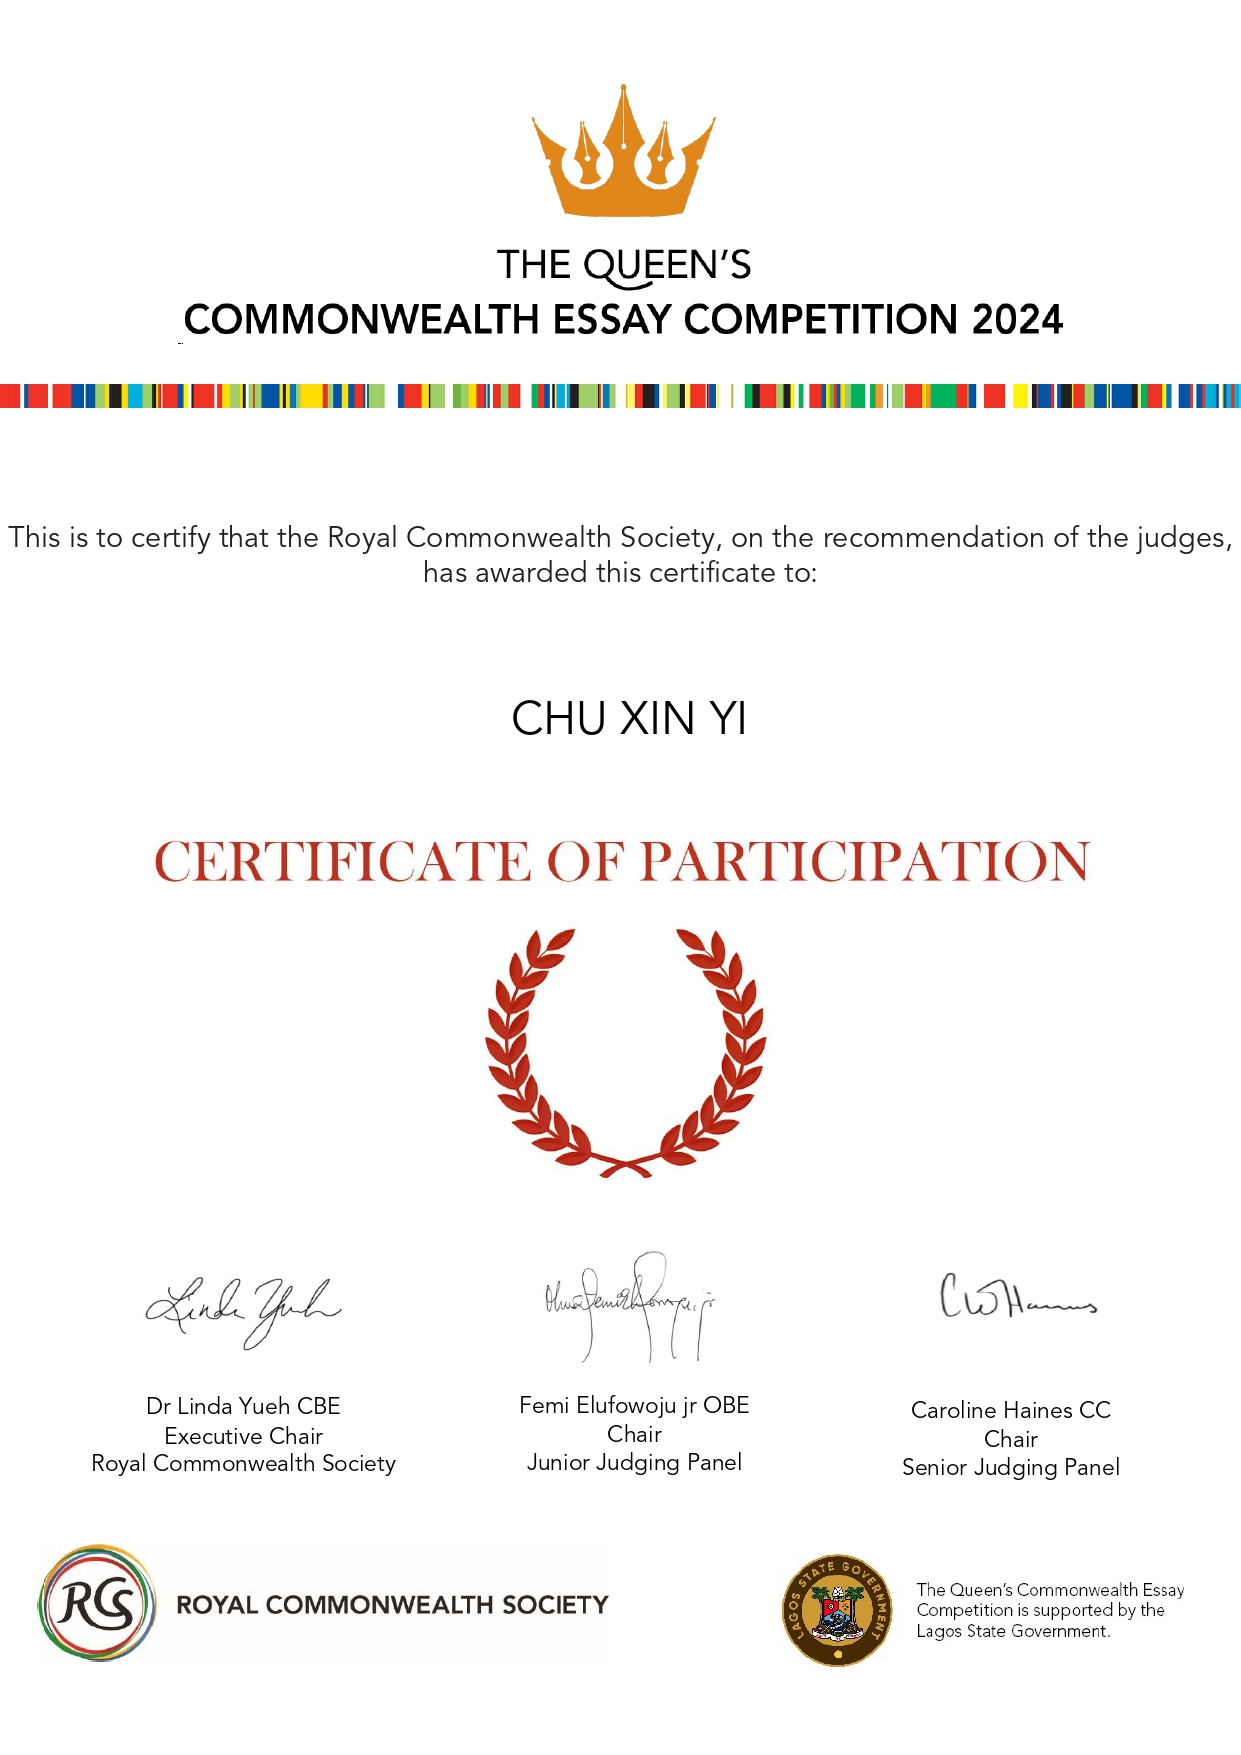 THE QUEEN'S
COMMONWEALTH ESSAY COMPETITION 2024
This is to certify that the Royal Commonwealth Society, on the recommendation of the judges,
has awarded this certificate to:
CHU XIN YI
CERTIFICATE OF PARTICIPATION
Linda Yueh
CWHaines
Dr Linda Yueh CBE
Executive Chair
Royal Commonwealth Society
Femi Elufowoju jr OBE
Chair
Junior Judging Panel
Caroline Haines CC
Chair
Senior Judging Panel
RCS
ROYAL COMMONWEALTH SOCIETY
LAGOS STATE GOVERNMENT
The Queen's Commonwealth Essay
Competition is supported by the
Lagos State Government.